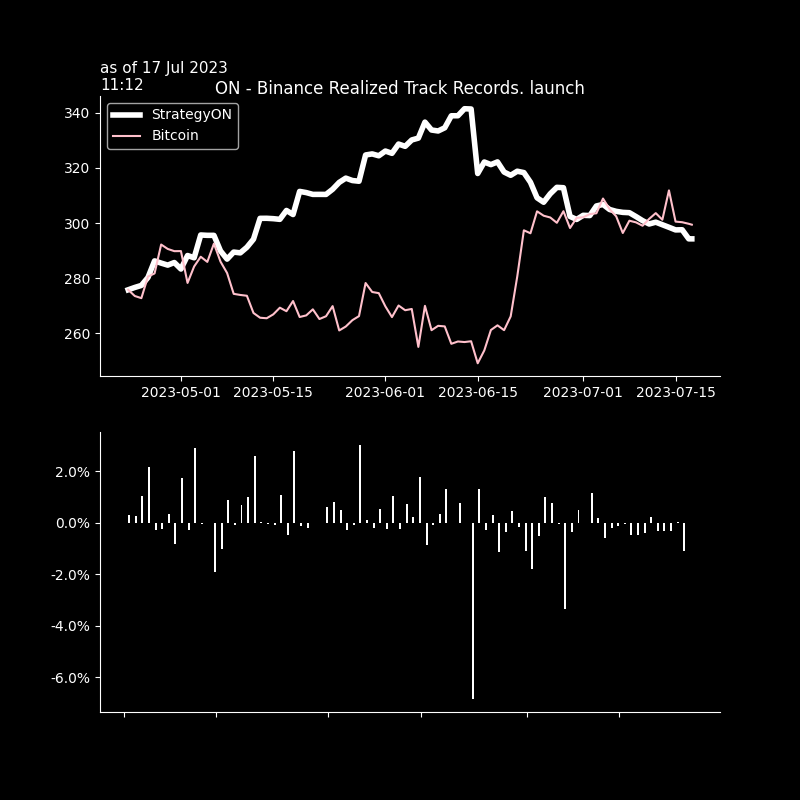 as of 17 Jul 2023
11:12
ON - Binance Realized Track Records. launch
StrategyON
Bitcoin
340
320
300
280
260
2023-05-01 2023-05-15 2023-06-01 2023-06-15 2023-07-01 2023-07-15
2.0%
0.0%
-2.0%
-4.0%
-6.0%